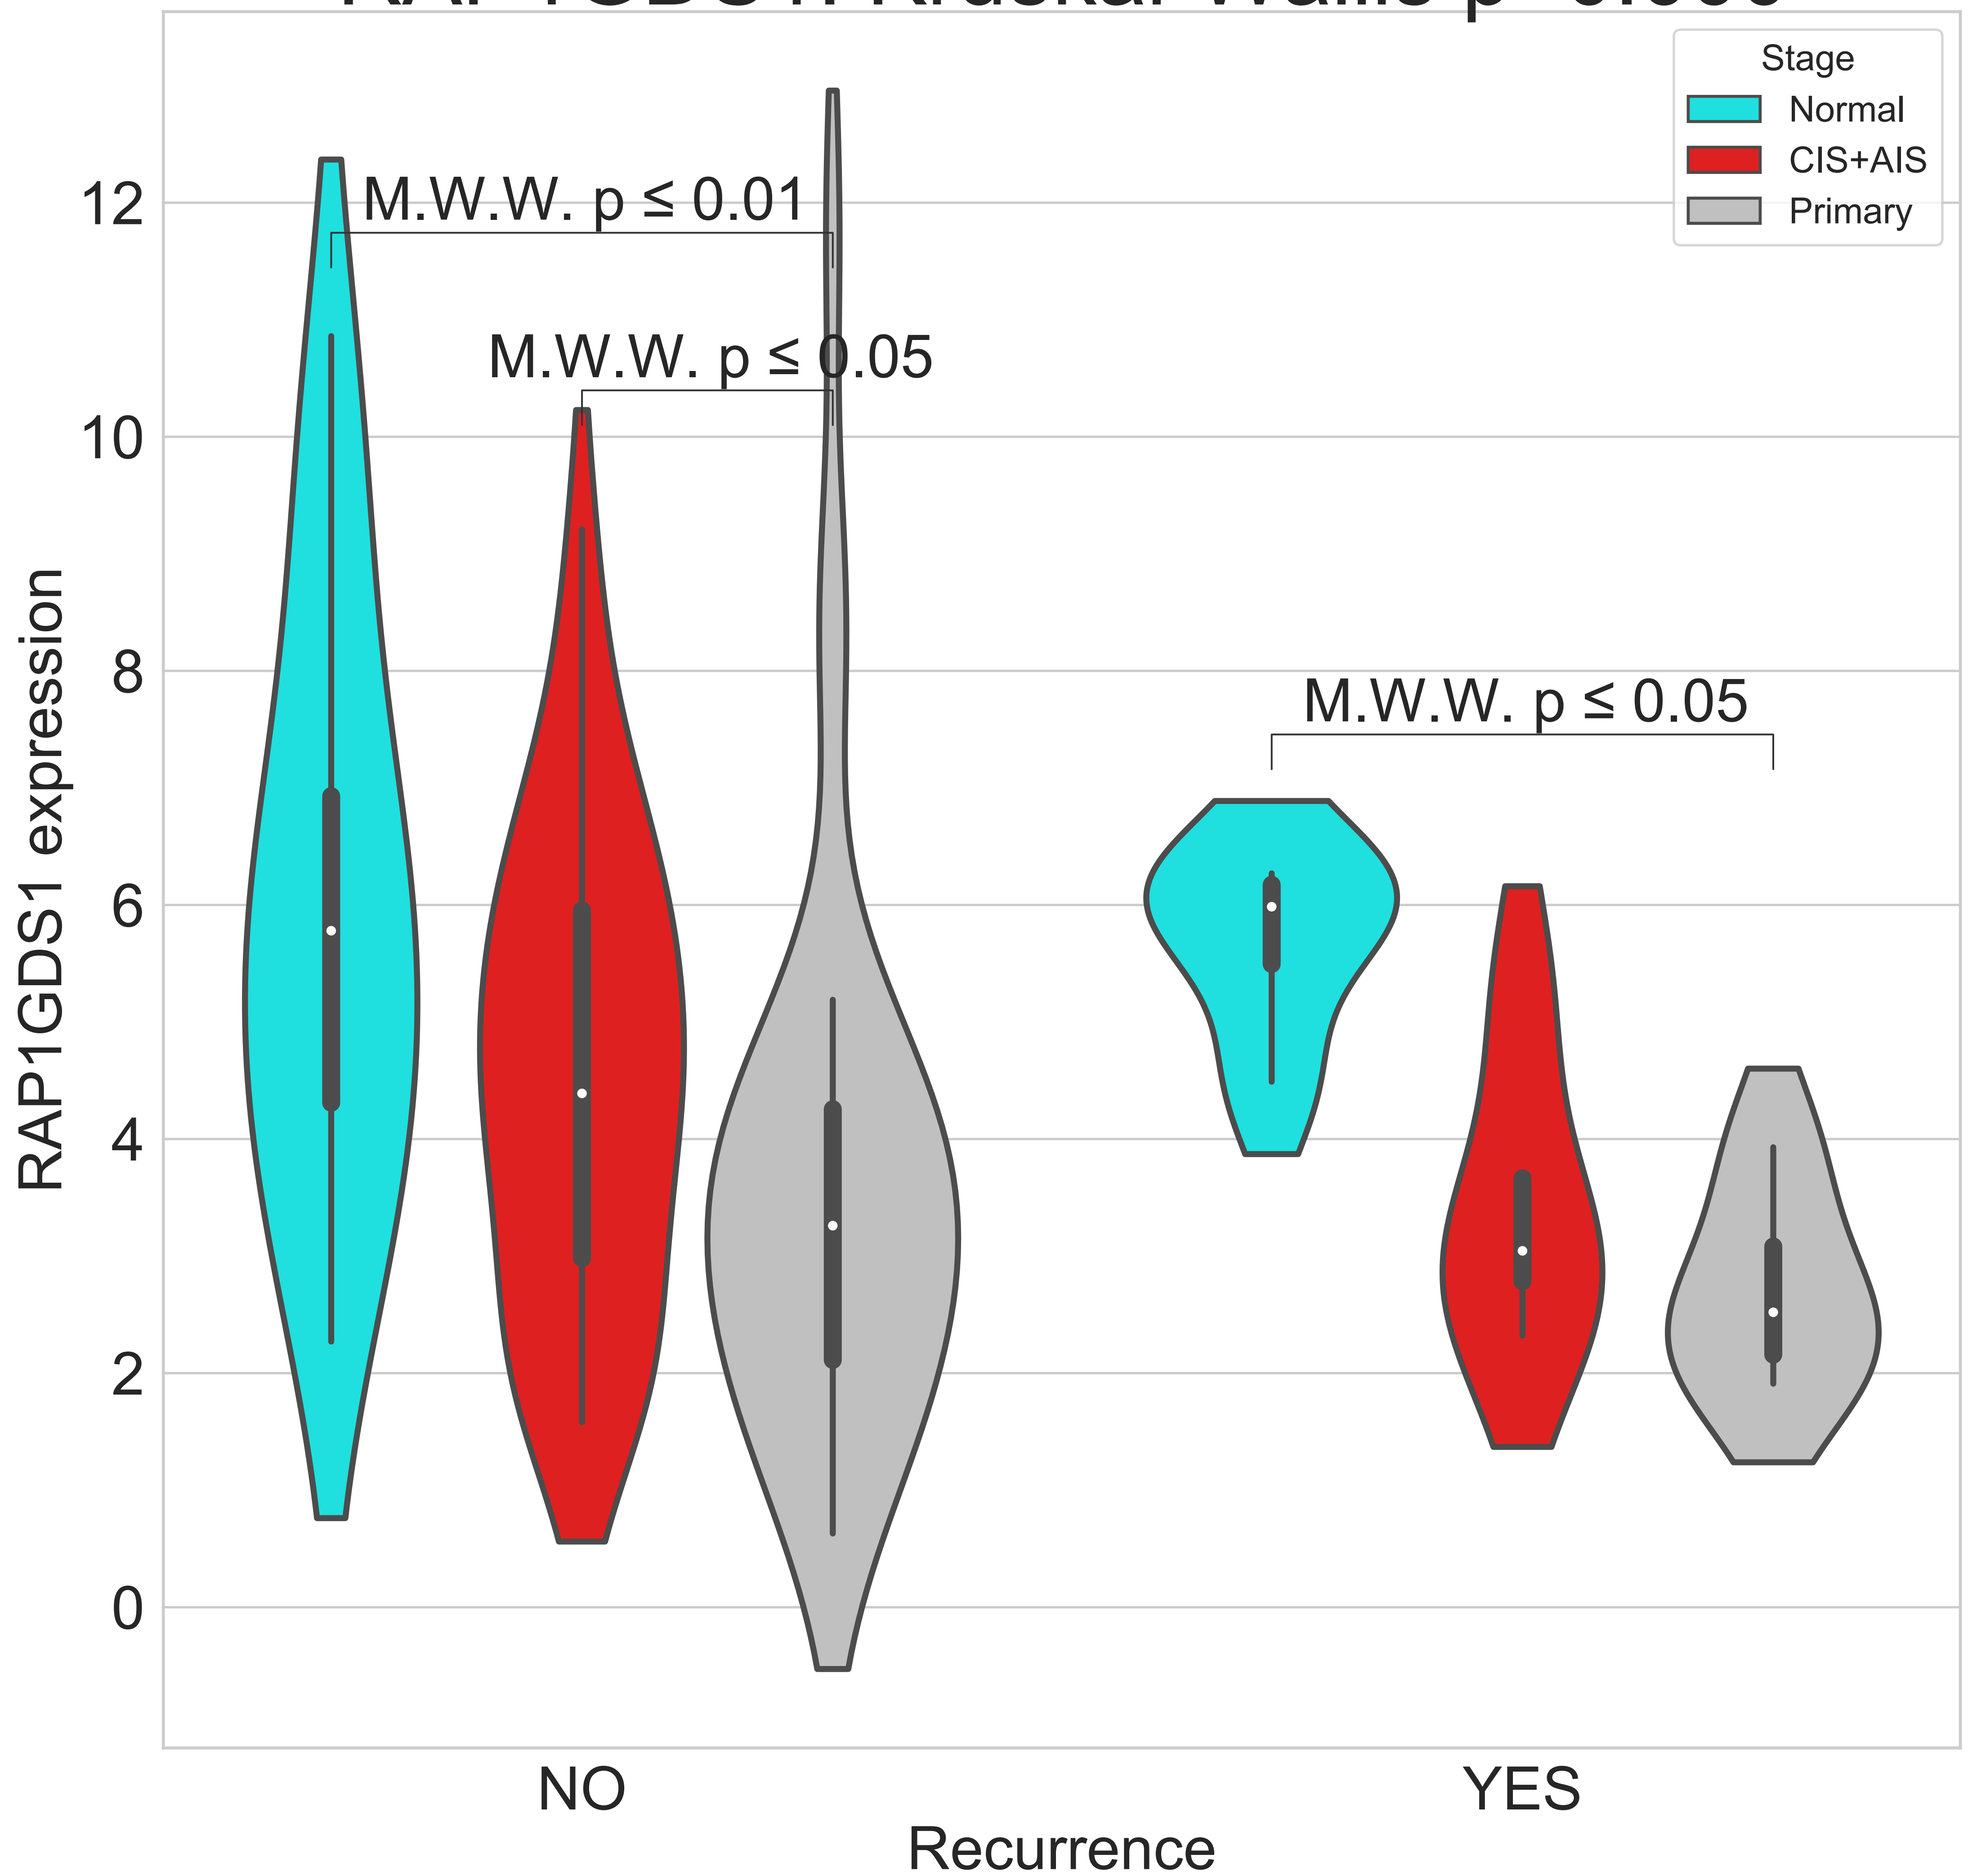 Stage
Normal
CIS+AIS
Primary
M.W.W. p ≤ 0.01
M.W.W. p ≤ 0.05
M.W.W. p ≤ 0.05
12
10
8
6
4
2
0
RAP1GDS1 expression
NO
YES
Recurrence